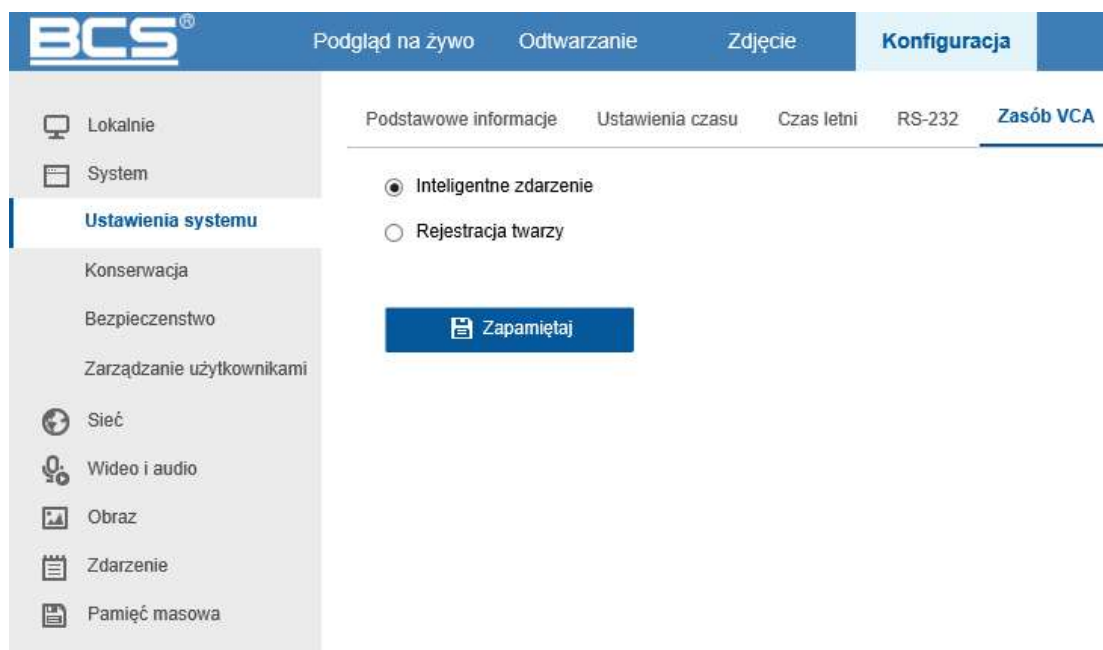 BCS®
Podgląd na żywo Odtwarzanie Zdjęcie Konfiguracja
Lokalnie
System
Ustawienia systemu
Konserwacja
Bezpieczenstwo
Zarządzanie użytkownikami
Sieć
Wideo i audio
Obraz
Zdarzenie
Pamięć masowa
Podstawowe informacje Ustawienia czasu Czas letni RS-232 Zasób VCA
Inteligentne zdarzenie
Rejestracja twarzy
Zapamiętaj